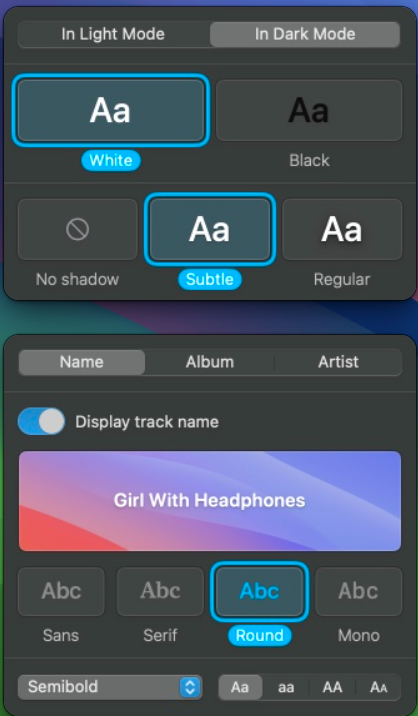 In Light Mode In Dark Mode
Aa Aa
White Black
Aa Aa
No shadow Subtle Regular
Name Album Artist
Display track name
Girl With Headphones
Abc Abc Abc Abc
Sans Serif Round Mono
Semibold Aa aa AA Aᴀ